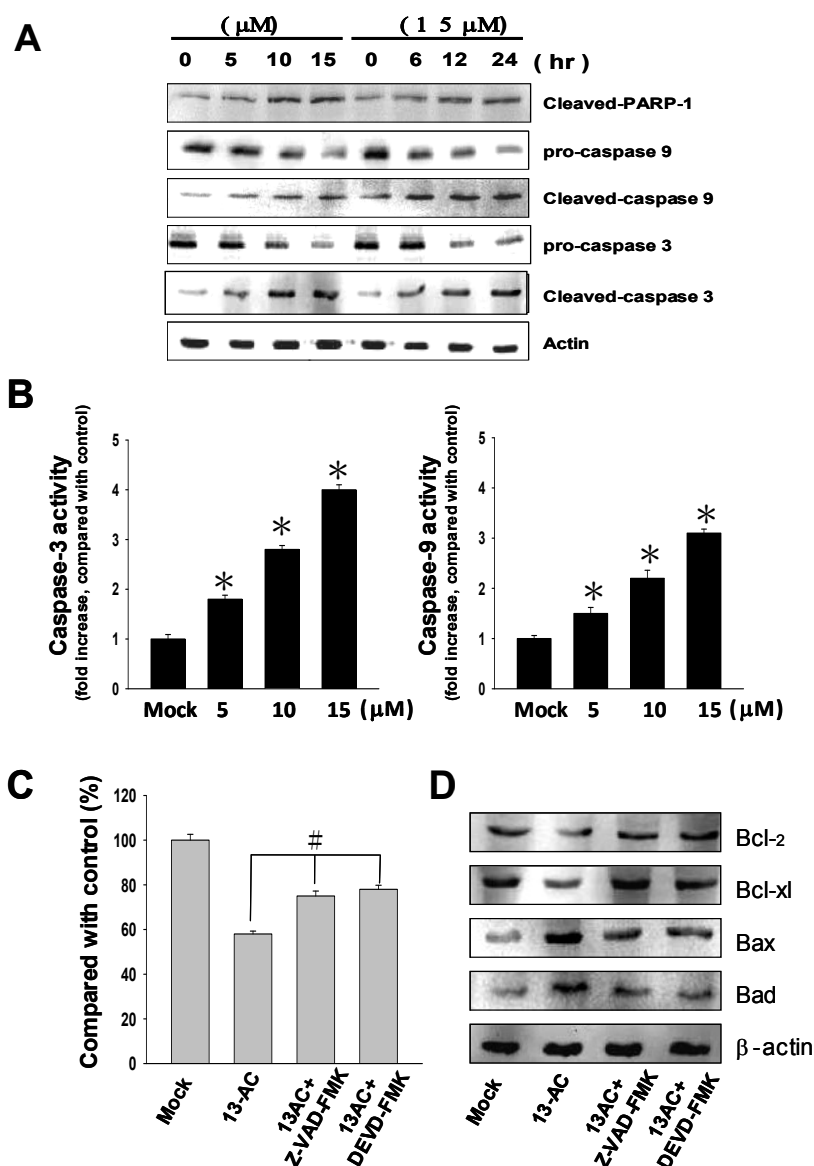 A
( μM) ( 1 5 μM)
0 5 10 15 0 6 12 24 ( hr )
Cleaved-PARP-1
pro-caspase 9
Cleaved-caspase 9
pro-caspase 3
Cleaved-caspase 3
Actin
B
Caspase-3 activity
(fold increase, compared with control)
5
4
3
2
1
0
* * *
Mock 5 10 15 (μM)
Caspase-9 activity
(fold increase, compared with control)
5
4
3
2
1
0
* * *
Mock 5 10 15 (μM)
C
Compared with control (%)
120
100
80
60
40
20
0
#
Mock
13-AC
13AC+
Z-VAD-FMK
13AC+
DEVD-FMK
D
Bcl-2
Bcl-xl
Bax
Bad
β-actin
Mock
13-AC
13AC+
Z-VAD-FMK
13AC+
DEVD-FMK